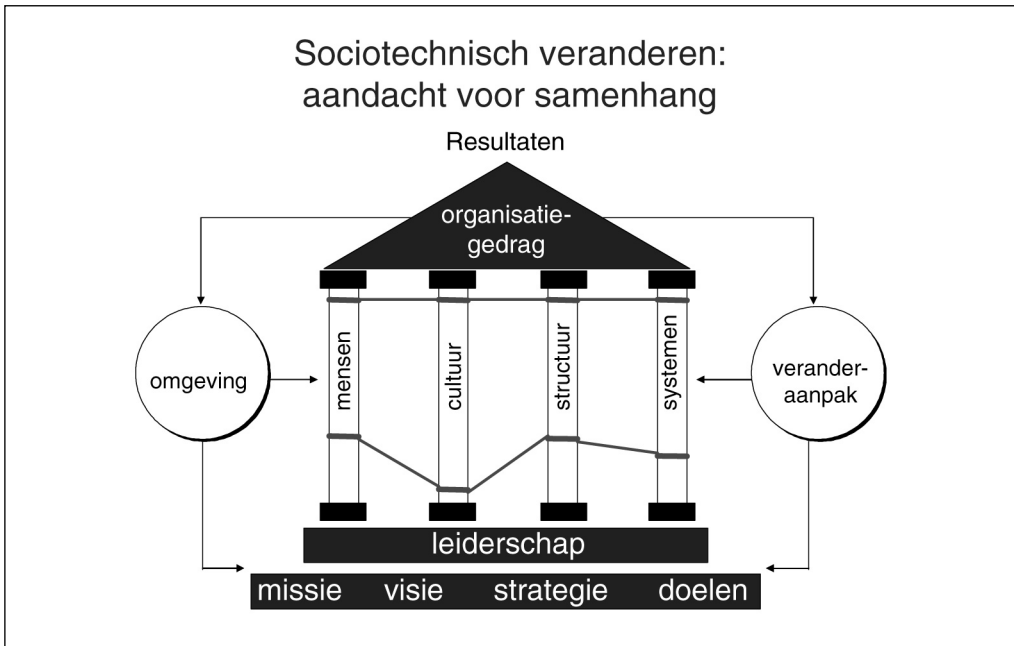 Sociotechnisch veranderen:
aandacht voor samenhang
Resultaten
organisatie-
gedrag
omgeving
mensen
cultuur
structuur
systemen
verander-
aanpak
leiderschap
missie visie strategie doelen